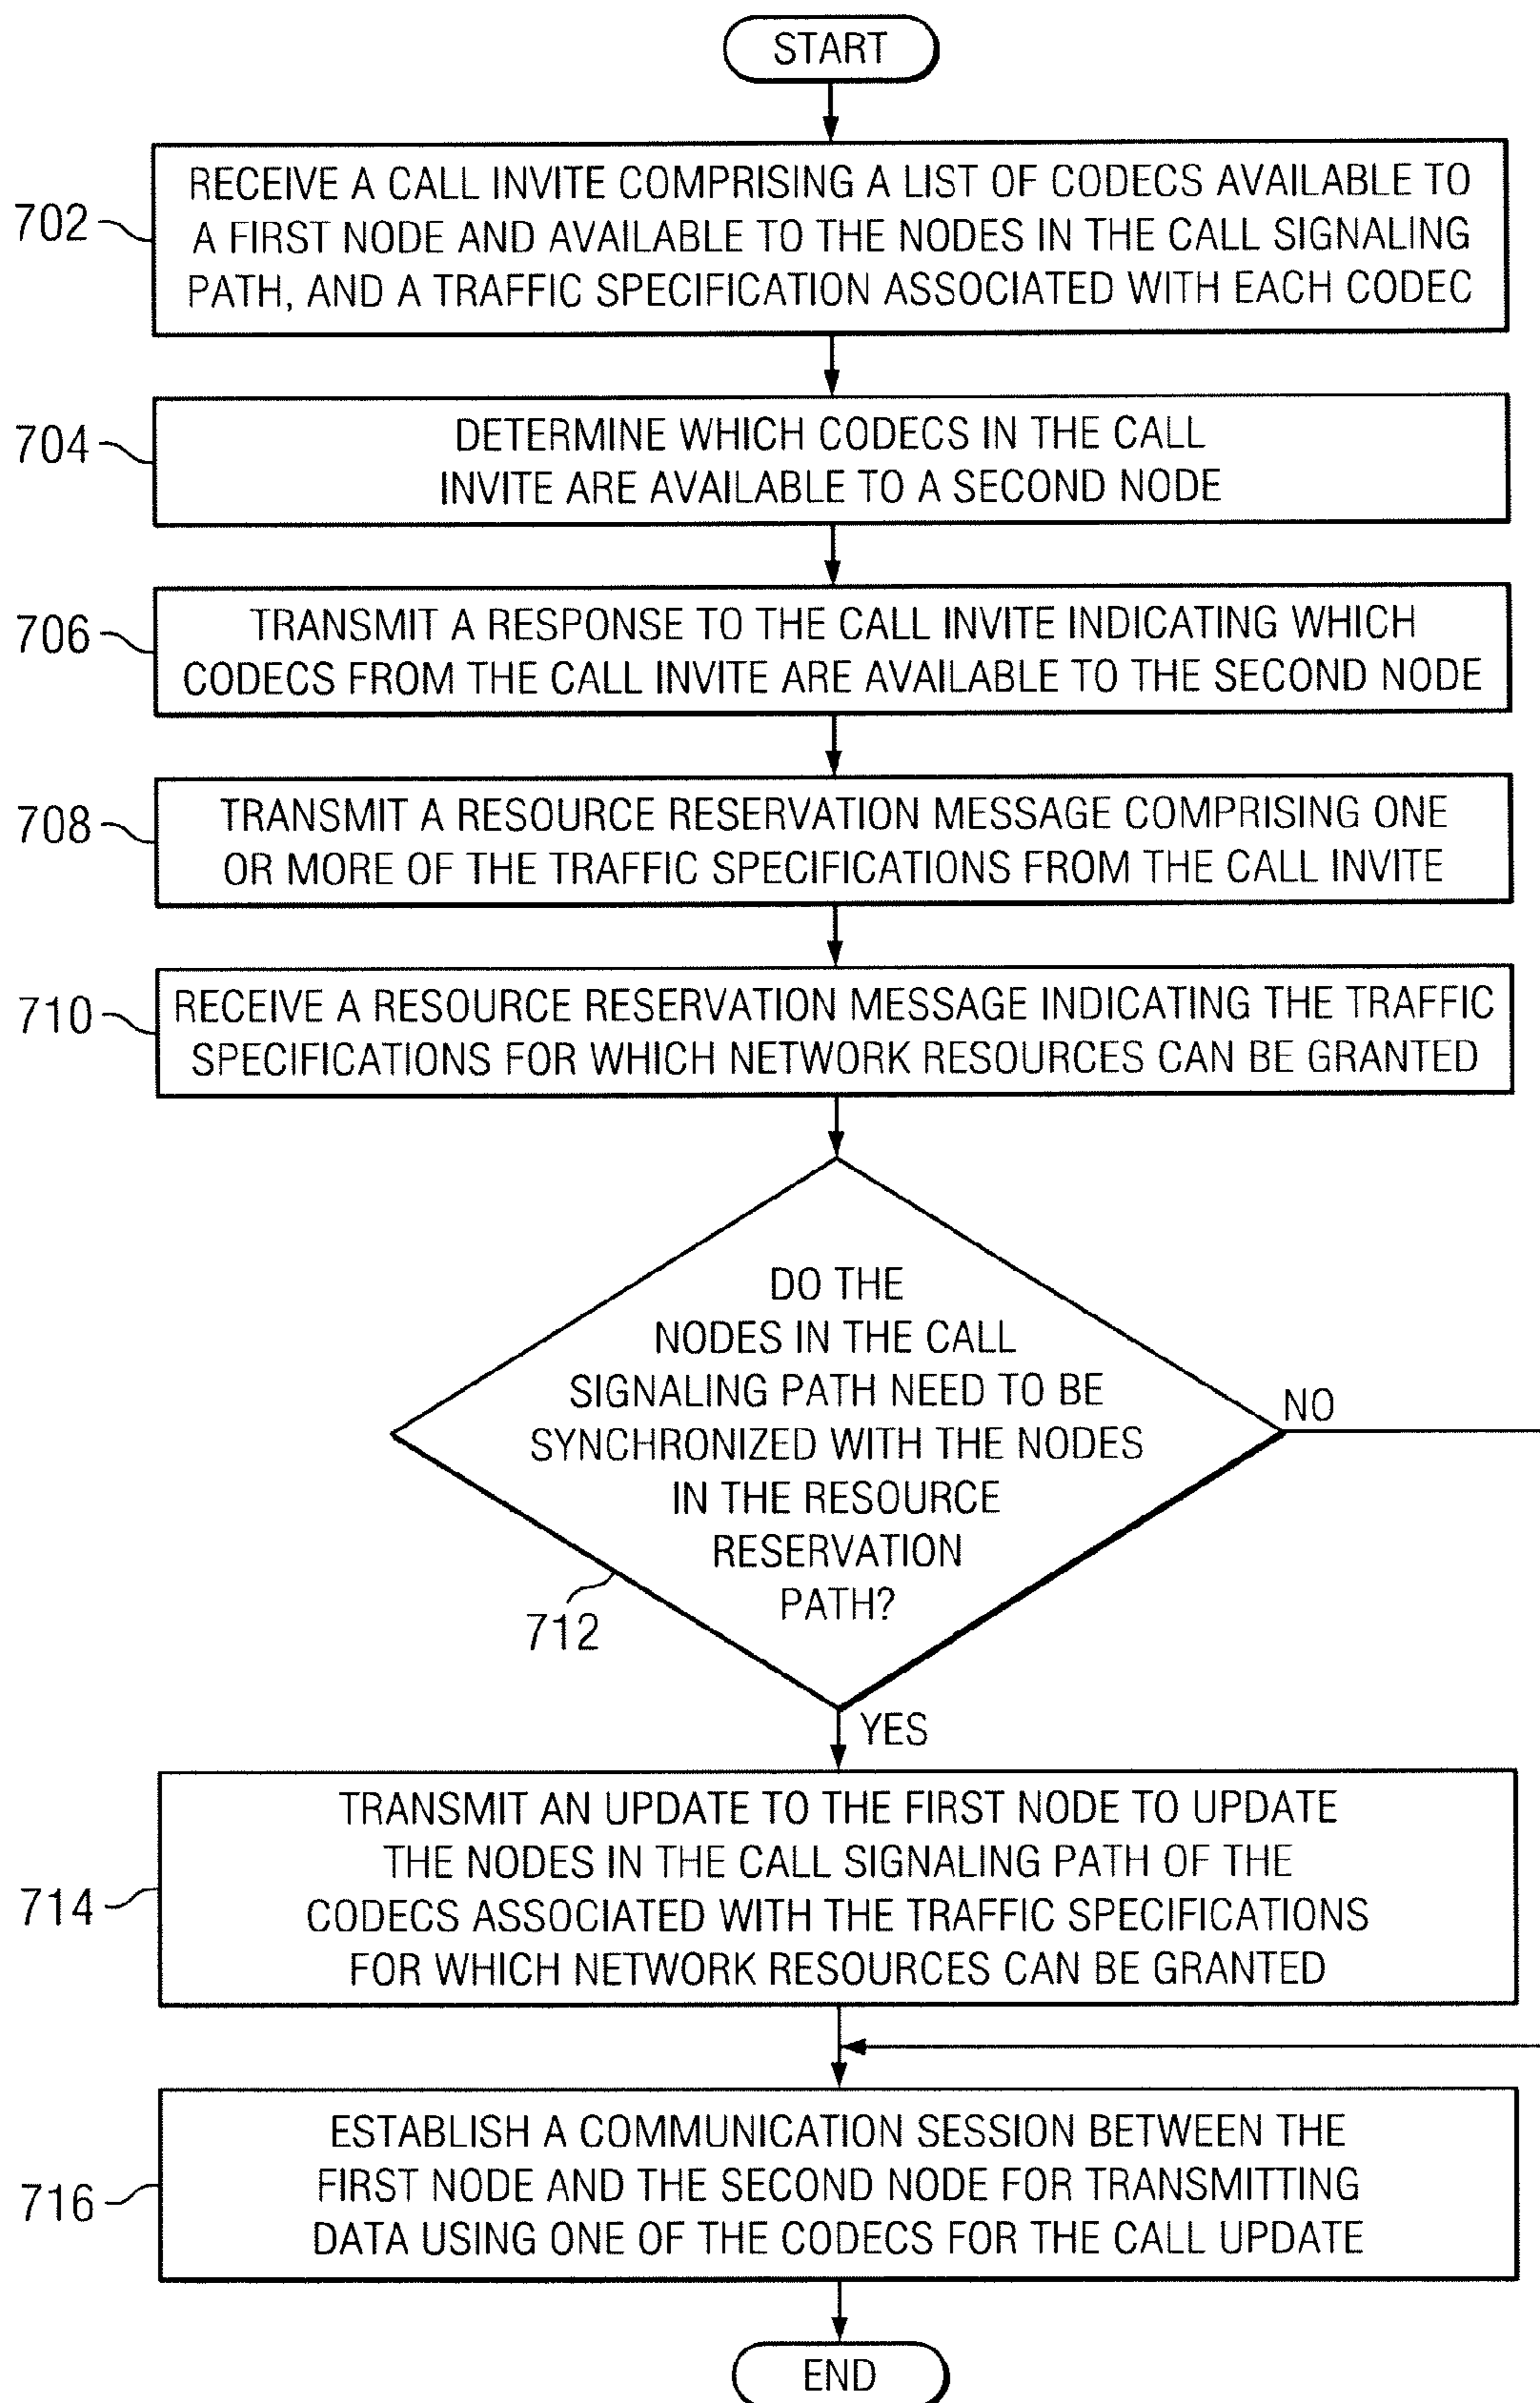 START
702
RECEIVE A CALL INVITE COMPRISING A LIST OF CODECS AVAILABLE TO
A FIRST NODE AND AVAILABLE TO THE NODES IN THE CALL SIGNALING
PATH, AND A TRAFFIC SPECIFICATION ASSOCIATED WITH EACH CODEC
704
DETERMINE WHICH CODECS IN THE CALL
INVITE ARE AVAILABLE TO A SECOND NODE
706
TRANSMIT A RESPONSE TO THE CALL INVITE INDICATING WHICH
CODECS FROM THE CALL INVITE ARE AVAILABLE TO THE SECOND NODE
708
TRANSMIT A RESOURCE RESERVATION MESSAGE COMPRISING ONE
OR MORE OF THE TRAFFIC SPECIFICATIONS FROM THE CALL INVITE
710
RECEIVE A RESOURCE RESERVATION MESSAGE INDICATING THE TRAFFIC
SPECIFICATIONS FOR WHICH NETWORK RESOURCES CAN BE GRANTED
DO THE
NODES IN THE CALL
SIGNALING PATH NEED TO BE
SYNCHRONIZED WITH THE NODES
IN THE RESOURCE
RESERVATION
PATH?
NO
712
YES
714
TRANSMIT AN UPDATE TO THE FIRST NODE TO UPDATE
THE NODES IN THE CALL SIGNALING PATH OF THE
CODECS ASSOCIATED WITH THE TRAFFIC SPECIFICATIONS
FOR WHICH NETWORK RESOURCES CAN BE GRANTED
716
ESTABLISH A COMMUNICATION SESSION BETWEEN THE
FIRST NODE AND THE SECOND NODE FOR TRANSMITTING
DATA USING ONE OF THE CODECS FOR THE CALL UPDATE
END